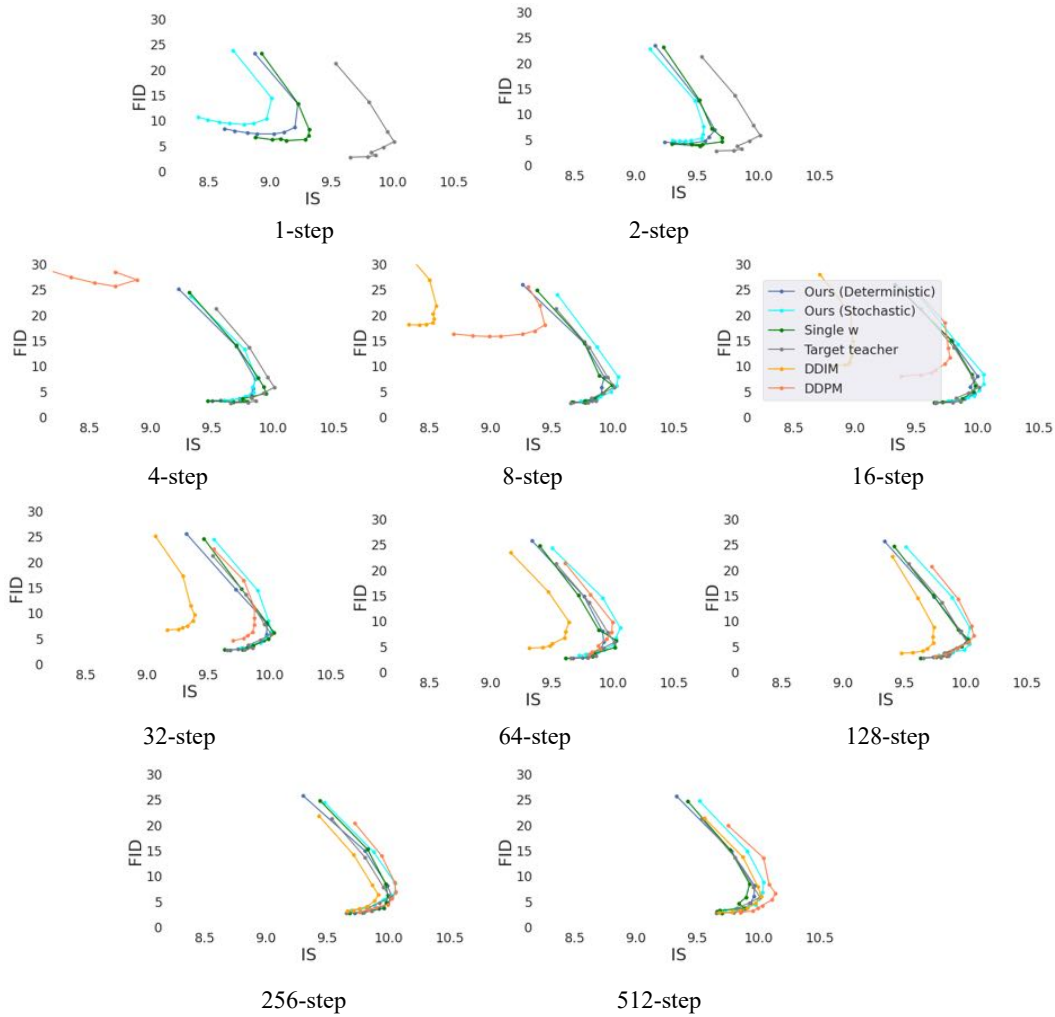 30
25
20
15
10
5
0
FID
8.5 9.0 9.5 10.0 10.5
IS
1-step
30
25
20
15
10
5
0
FID
8.5 9.0 9.5 10.0 10.5
IS
2-step
30
25
20
15
10
5
0
FID
8.5 9.0 9.5 10.0 10.5
IS
4-step
30
25
20
15
10
5
0
FID
8.5 9.0 9.5 10.0 10.5
IS
8-step
30
25
20
15
10
5
0
FID
Ours (Deterministic)
Ours (Stochastic)
Single w
Target teacher
DDIM
DDPM
8.5 9.0 9.5 10.0 10.5
IS
16-step
30
25
20
15
10
5
0
FID
8.5 9.0 9.5 10.0 10.5
IS
32-step
30
25
20
15
10
5
0
FID
8.5 9.0 9.5 10.0 10.5
IS
64-step
30
25
20
15
10
5
0
FID
8.5 9.0 9.5 10.0 10.5
IS
128-step
30
25
20
15
10
5
0
FID
8.5 9.0 9.5 10.0 10.5
IS
256-step
30
25
20
15
10
5
0
FID
8.5 9.0 9.5 10.0 10.5
IS
512-step